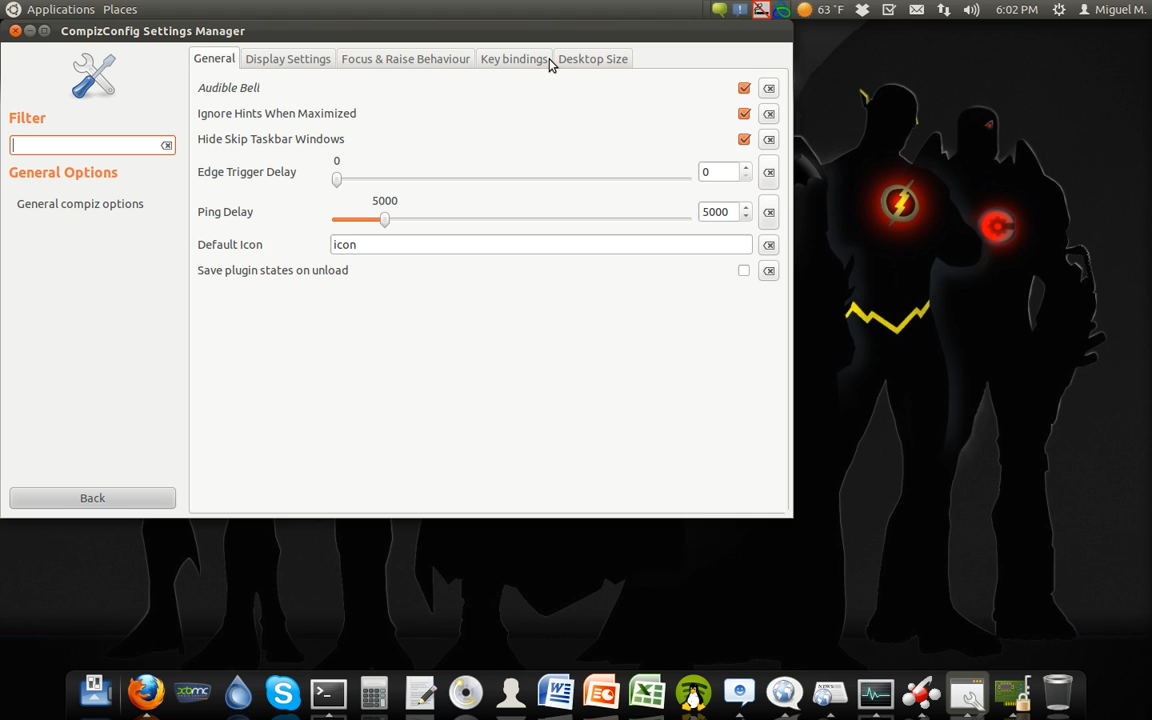 Applications Places 63 °F 6:02 PM Miguel M.
CompizConfig Settings Manager
General Display Settings Focus & Raise Behaviour Key bindings Desktop Size
Audible Bell
Filter
Ignore Hints When Maximized
Hide Skip Taskbar Windows
General Options
0
Edge Trigger Delay 0
General compiz options
5000
Ping Delay 5000
Default Icon icon
Save plugin states on unload
Back
xbmc